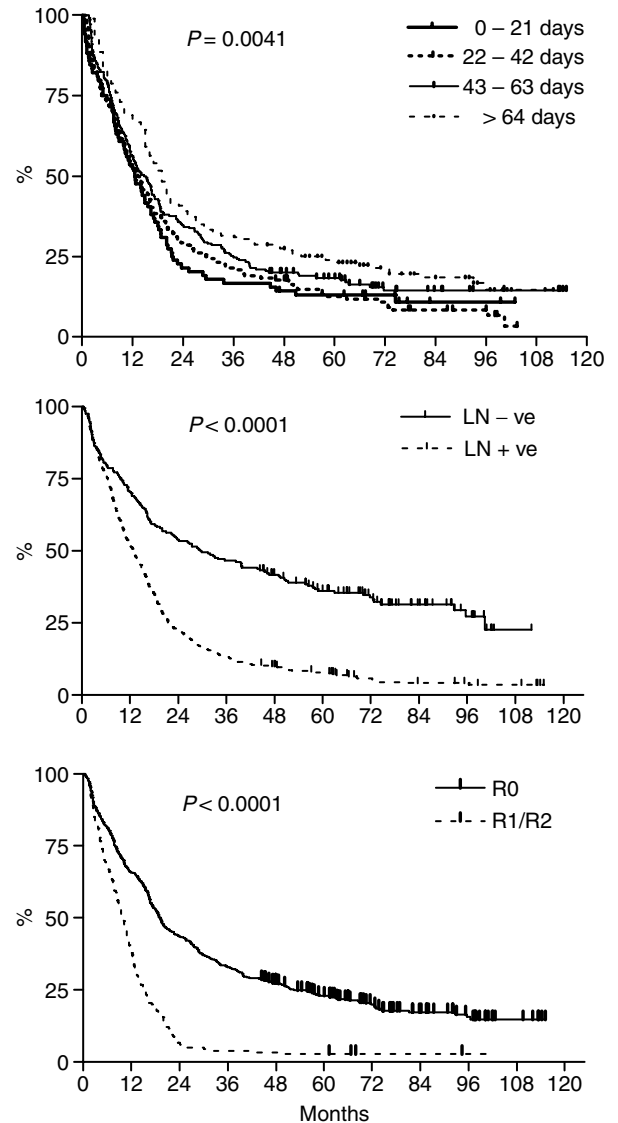 100
75
50
25
0
%
P = 0.0041
0 – 21 days
22 – 42 days
43 – 63 days
> 64 days
0 12 24 36 48 60 72 84 96 108 120
100
75
50
25
0
%
P < 0.0001
LN – ve
LN + ve
0 12 24 36 48 60 72 84 96 108 120
100
75
50
25
0
%
P < 0.0001
R0
R1/R2
0 12 24 36 48 60 72 84 96 108 120
Months